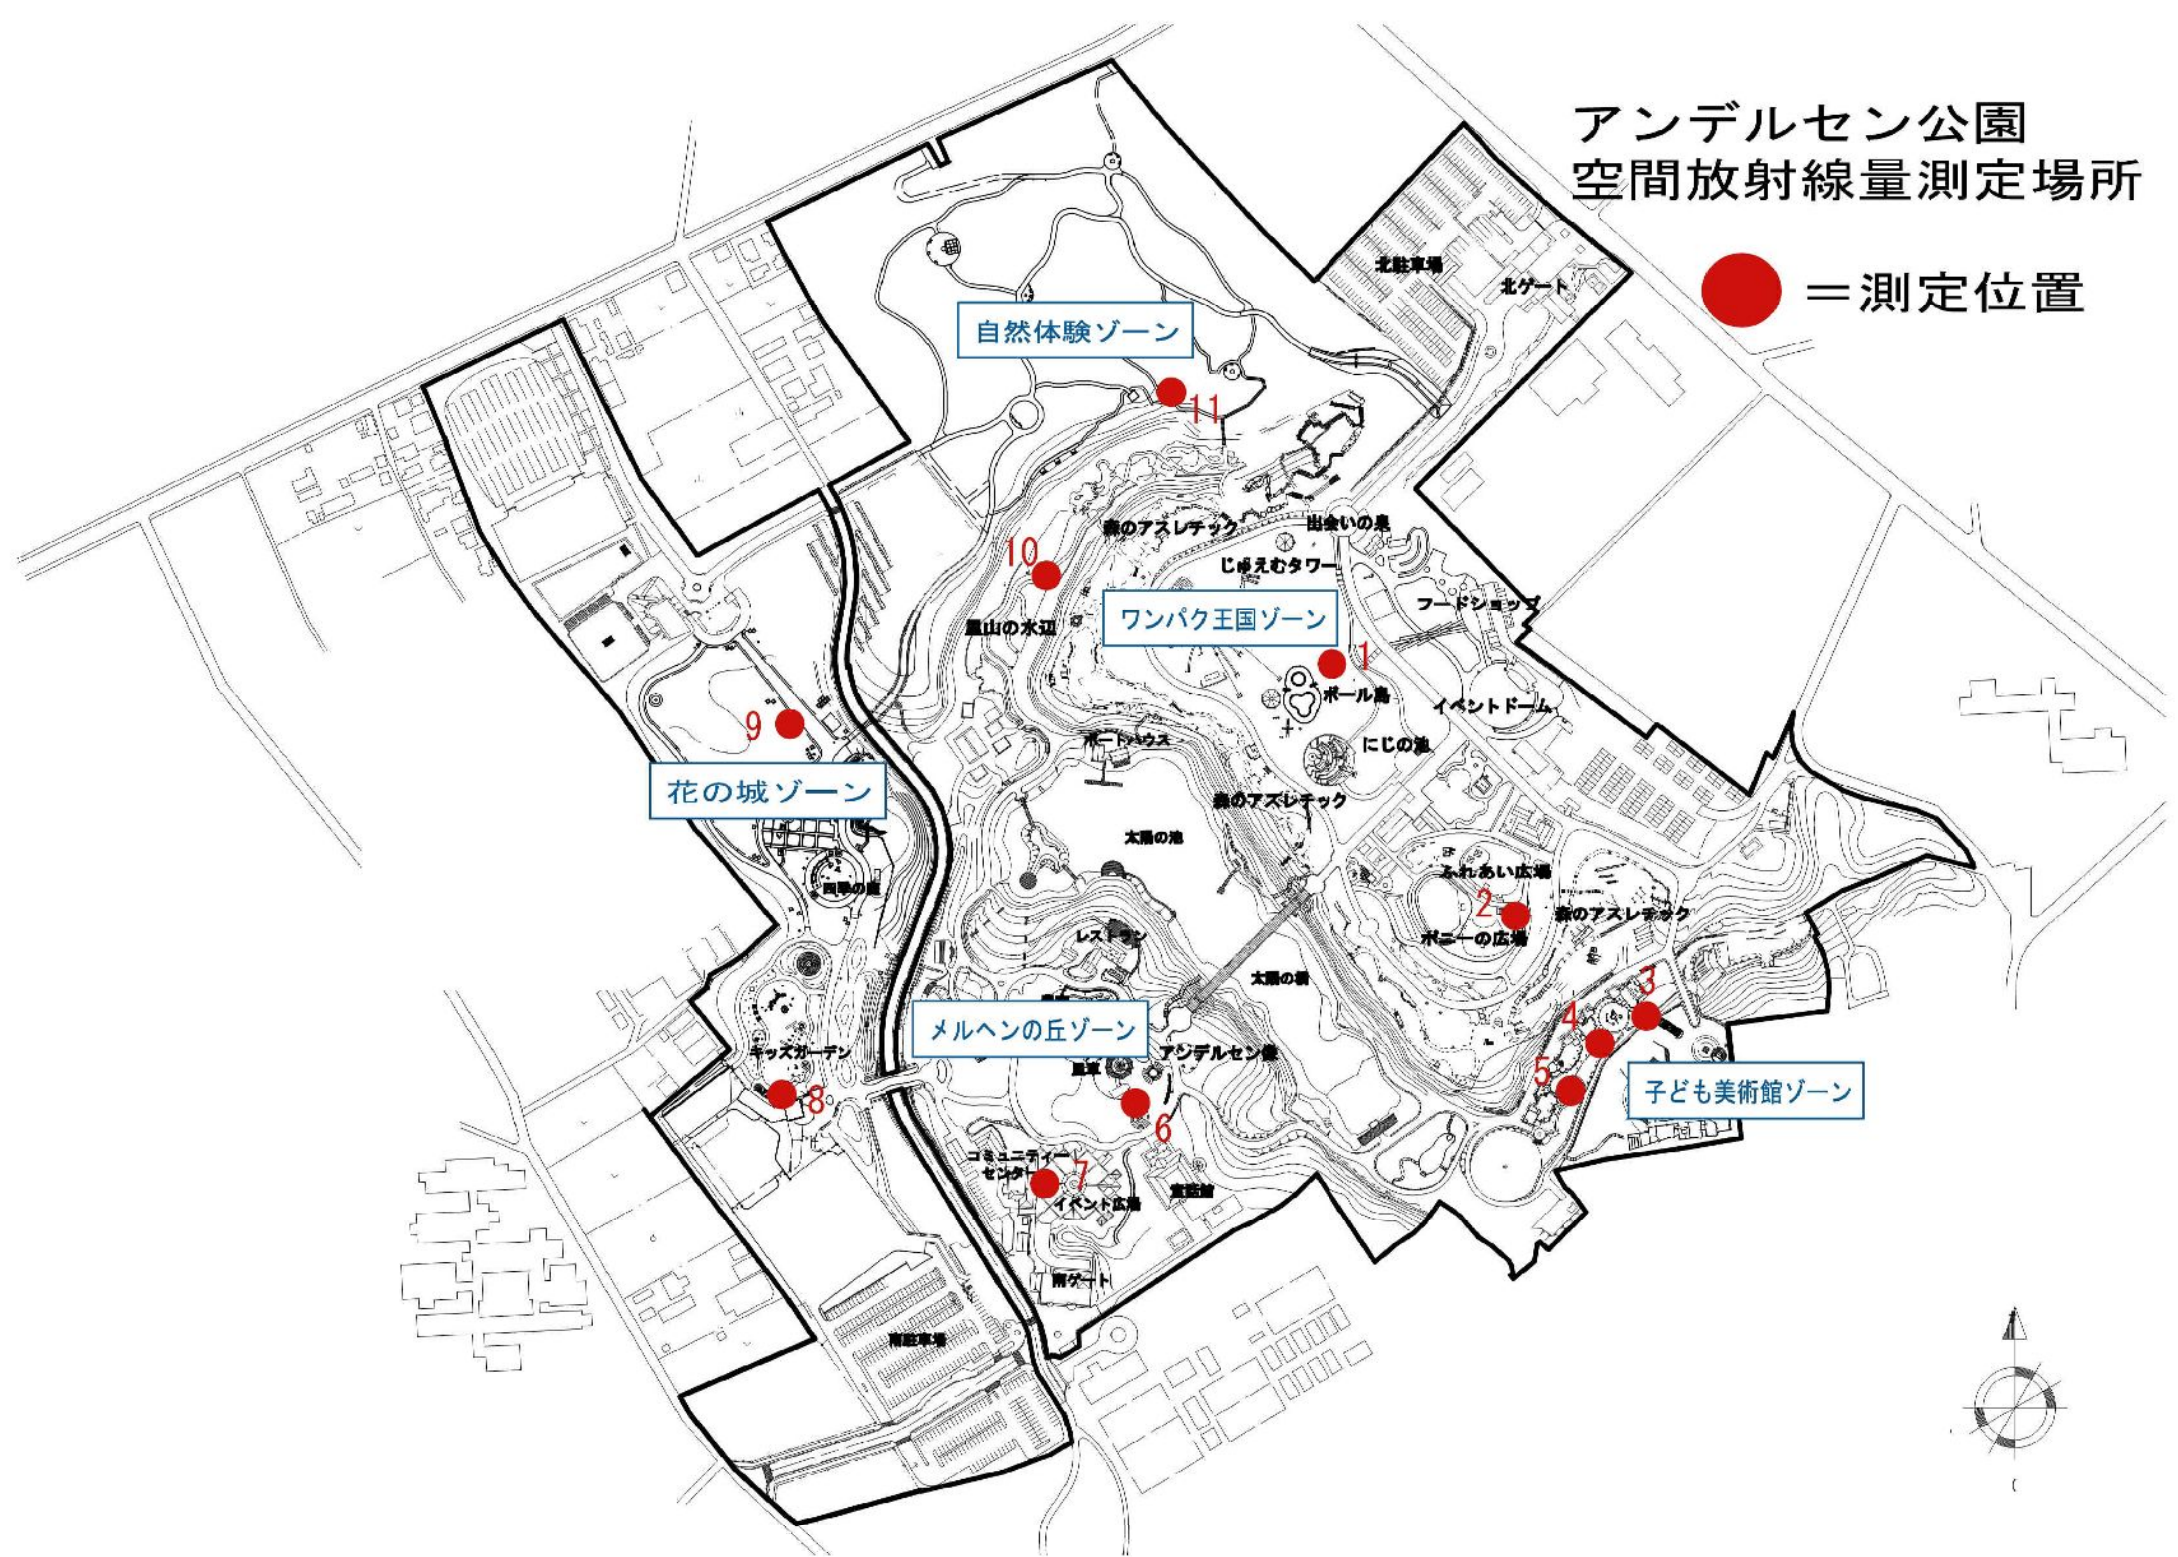 アンデルセン公園
空間放射線量測定場所
＝測定位置
北駐車場
北ゲート
自然体験ゾーン
11
森のアスレチック
出会いの泉
10
じゅえむタワー
フードショップ
ワンパク王国ゾーン
里山の水辺
1
ボール島
イベントドーム
9
ボートハウス
にじの池
花の城ゾーン
森のアスレチック
太陽の池
ふれあい広場
四季の庭
2
森のアスレチック
レストラン
ポニーの広場
太陽の橋
3
メルヘンの丘ゾーン
4
キッズガーデン
アンデルセン像
風車
5
子ども美術館ゾーン
8
6
コミュニティー
センター
7
イベント広場
童話館
南ゲート
南駐車場